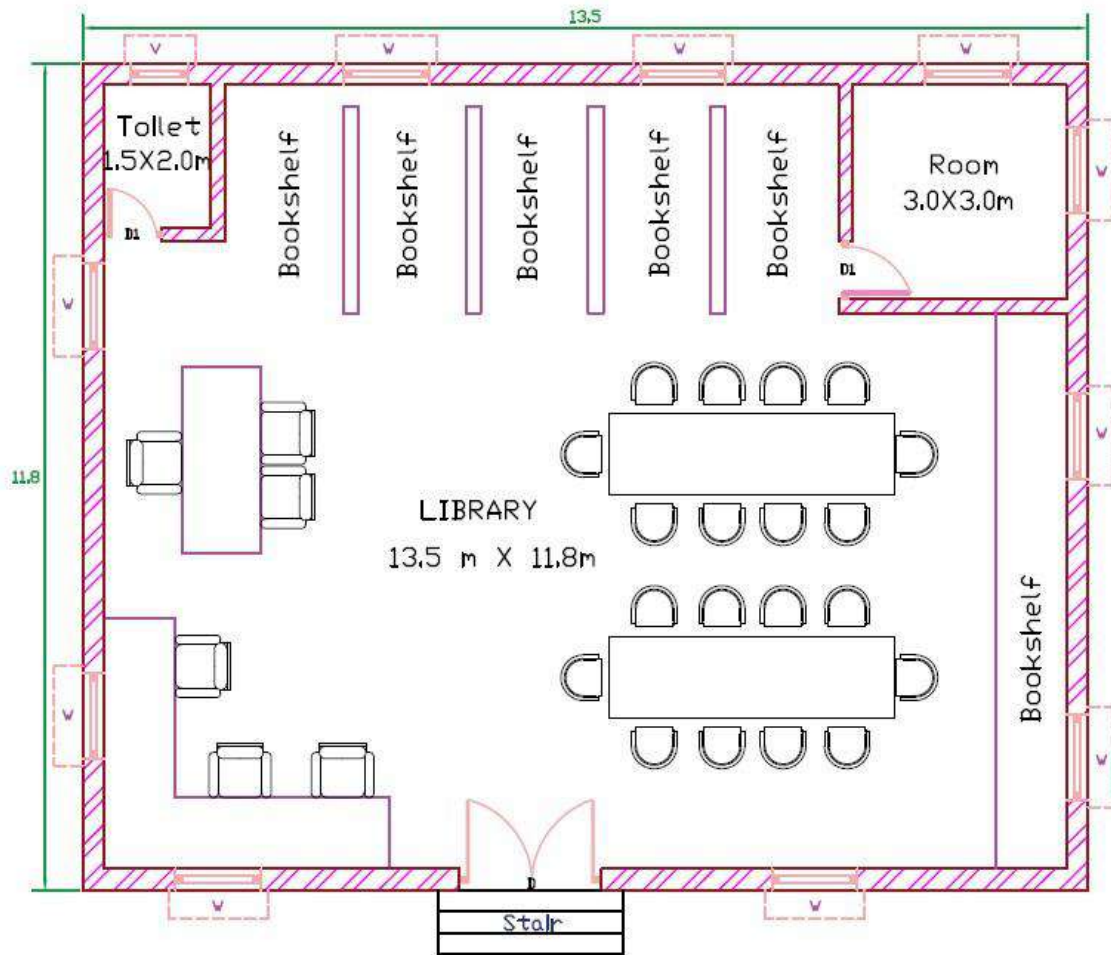 13,5
V
W
W
W
Toilet
1.5X2.0m
D1
Bookshelf
Bookshelf
Bookshelf
Bookshelf
Bookshelf
Room
3.0X3.0m
D1
W
W
W
11.8
LIBRARY
13.5 m X 11.8m
Bookshelf
W
W
D
Stair
W
W